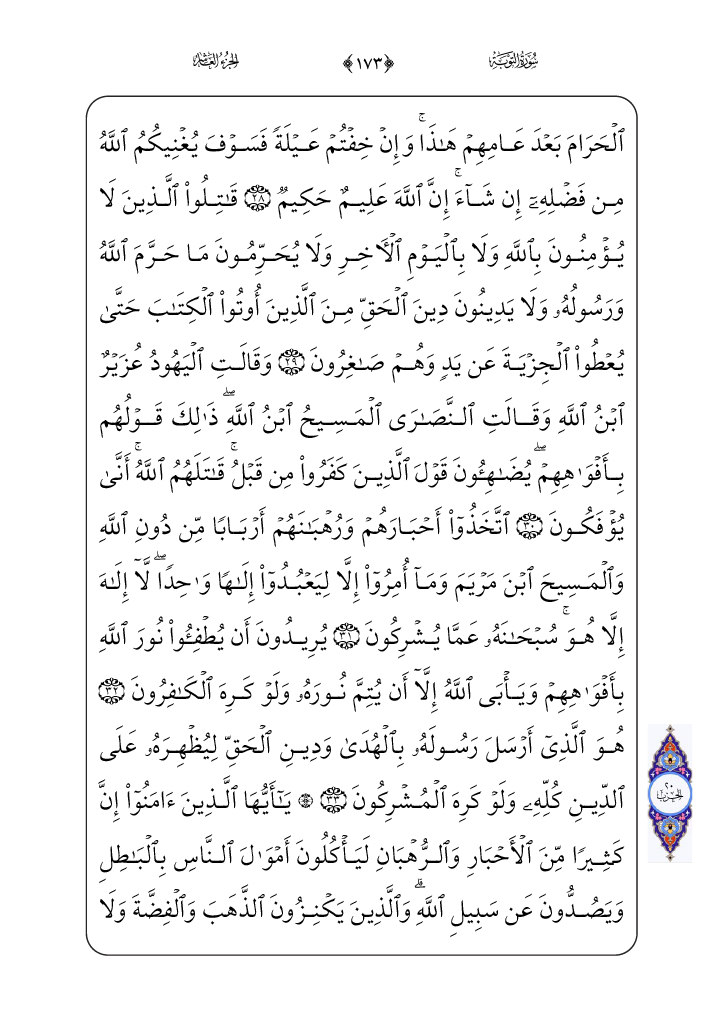 سُورَةُ التَّوۡبَةِ
﴿١٧٣﴾
الجُزْءُ العَاشِرُ
ٱلۡحَرَامَ بَعۡدَ عَامِهِمۡ هَٰذَاۚ وَإِنۡ خِفۡتُمۡ عَيۡلَةٗ فَسَوۡفَ يُغۡنِيكُمُ ٱللَّهُ
مِن فَضۡلِهِۦٓ إِن شَآءَۚ إِنَّ ٱللَّهَ عَلِيمٌ حَكِيمٞ ٢٨ قَٰتِلُواْ ٱلَّذِينَ لَا
يُؤۡمِنُونَ بِٱللَّهِ وَلَا بِٱلۡيَوۡمِ ٱلۡأٓخِرِ وَلَا يُحَرِّمُونَ مَا حَرَّمَ ٱللَّهُ
وَرَسُولُهُۥ وَلَا يَدِينُونَ دِينَ ٱلۡحَقِّ مِنَ ٱلَّذِينَ أُوتُواْ ٱلۡكِتَٰبَ حَتَّىٰ
يُعۡطُواْ ٱلۡجِزۡيَةَ عَن يَدٖ وَهُمۡ صَٰغِرُونَ ٢٩ وَقَالَتِ ٱلۡيَهُودُ عُزَيۡرٌ
ٱبۡنُ ٱللَّهِ وَقَالَتِ ٱلنَّصَٰرَى ٱلۡمَسِيحُ ٱبۡنُ ٱللَّهِۖ ذَٰلِكَ قَوۡلُهُم
بِأَفۡوَٰهِهِمۡۖ يُضَٰهِـُٔونَ قَوۡلَ ٱلَّذِينَ كَفَرُواْ مِن قَبۡلُۚ قَٰتَلَهُمُ ٱللَّهُۚ أَنَّىٰ
يُؤۡفَكُونَ ٣٠ ٱتَّخَذُوٓاْ أَحۡبَارَهُمۡ وَرُهۡبَٰنَهُمۡ أَرۡبَابٗا مِّن دُونِ ٱللَّهِ
وَٱلۡمَسِيحَ ٱبۡنَ مَرۡيَمَ وَمَآ أُمِرُوٓاْ إِلَّا لِيَعۡبُدُوٓاْ إِلَٰهٗا وَٰحِدٗاۖ لَّآ إِلَٰهَ
إِلَّا هُوَۚ سُبۡحَٰنَهُۥ عَمَّا يُشۡرِكُونَ ٣١ يُرِيدُونَ أَن يُطۡفِـُٔواْ نُورَ ٱللَّهِ
بِأَفۡوَٰهِهِمۡ وَيَأۡبَى ٱللَّهُ إِلَّآ أَن يُتِمَّ نُورَهُۥ وَلَوۡ كَرِهَ ٱلۡكَٰفِرُونَ ٣٢
هُوَ ٱلَّذِيٓ أَرۡسَلَ رَسُولَهُۥ بِٱلۡهُدَىٰ وَدِينِ ٱلۡحَقِّ لِيُظۡهِرَهُۥ عَلَى
ٱلدِّينِ كُلِّهِۦ وَلَوۡ كَرِهَ ٱلۡمُشۡرِكُونَ ٣٣ ۞ يَٰٓأَيُّهَا ٱلَّذِينَ ءَامَنُوٓاْ إِنَّ
كَثِيرٗا مِّنَ ٱلۡأَحۡبَارِ وَٱلرُّهۡبَانِ لَيَأۡكُلُونَ أَمۡوَٰلَ ٱلنَّاسِ بِٱلۡبَٰطِلِ
وَيَصُدُّونَ عَن سَبِيلِ ٱللَّهِۗ وَٱلَّذِينَ يَكۡنِزُونَ ٱلذَّهَبَ وَٱلۡفِضَّةَ وَلَا
٢٠
الحِزْبُ